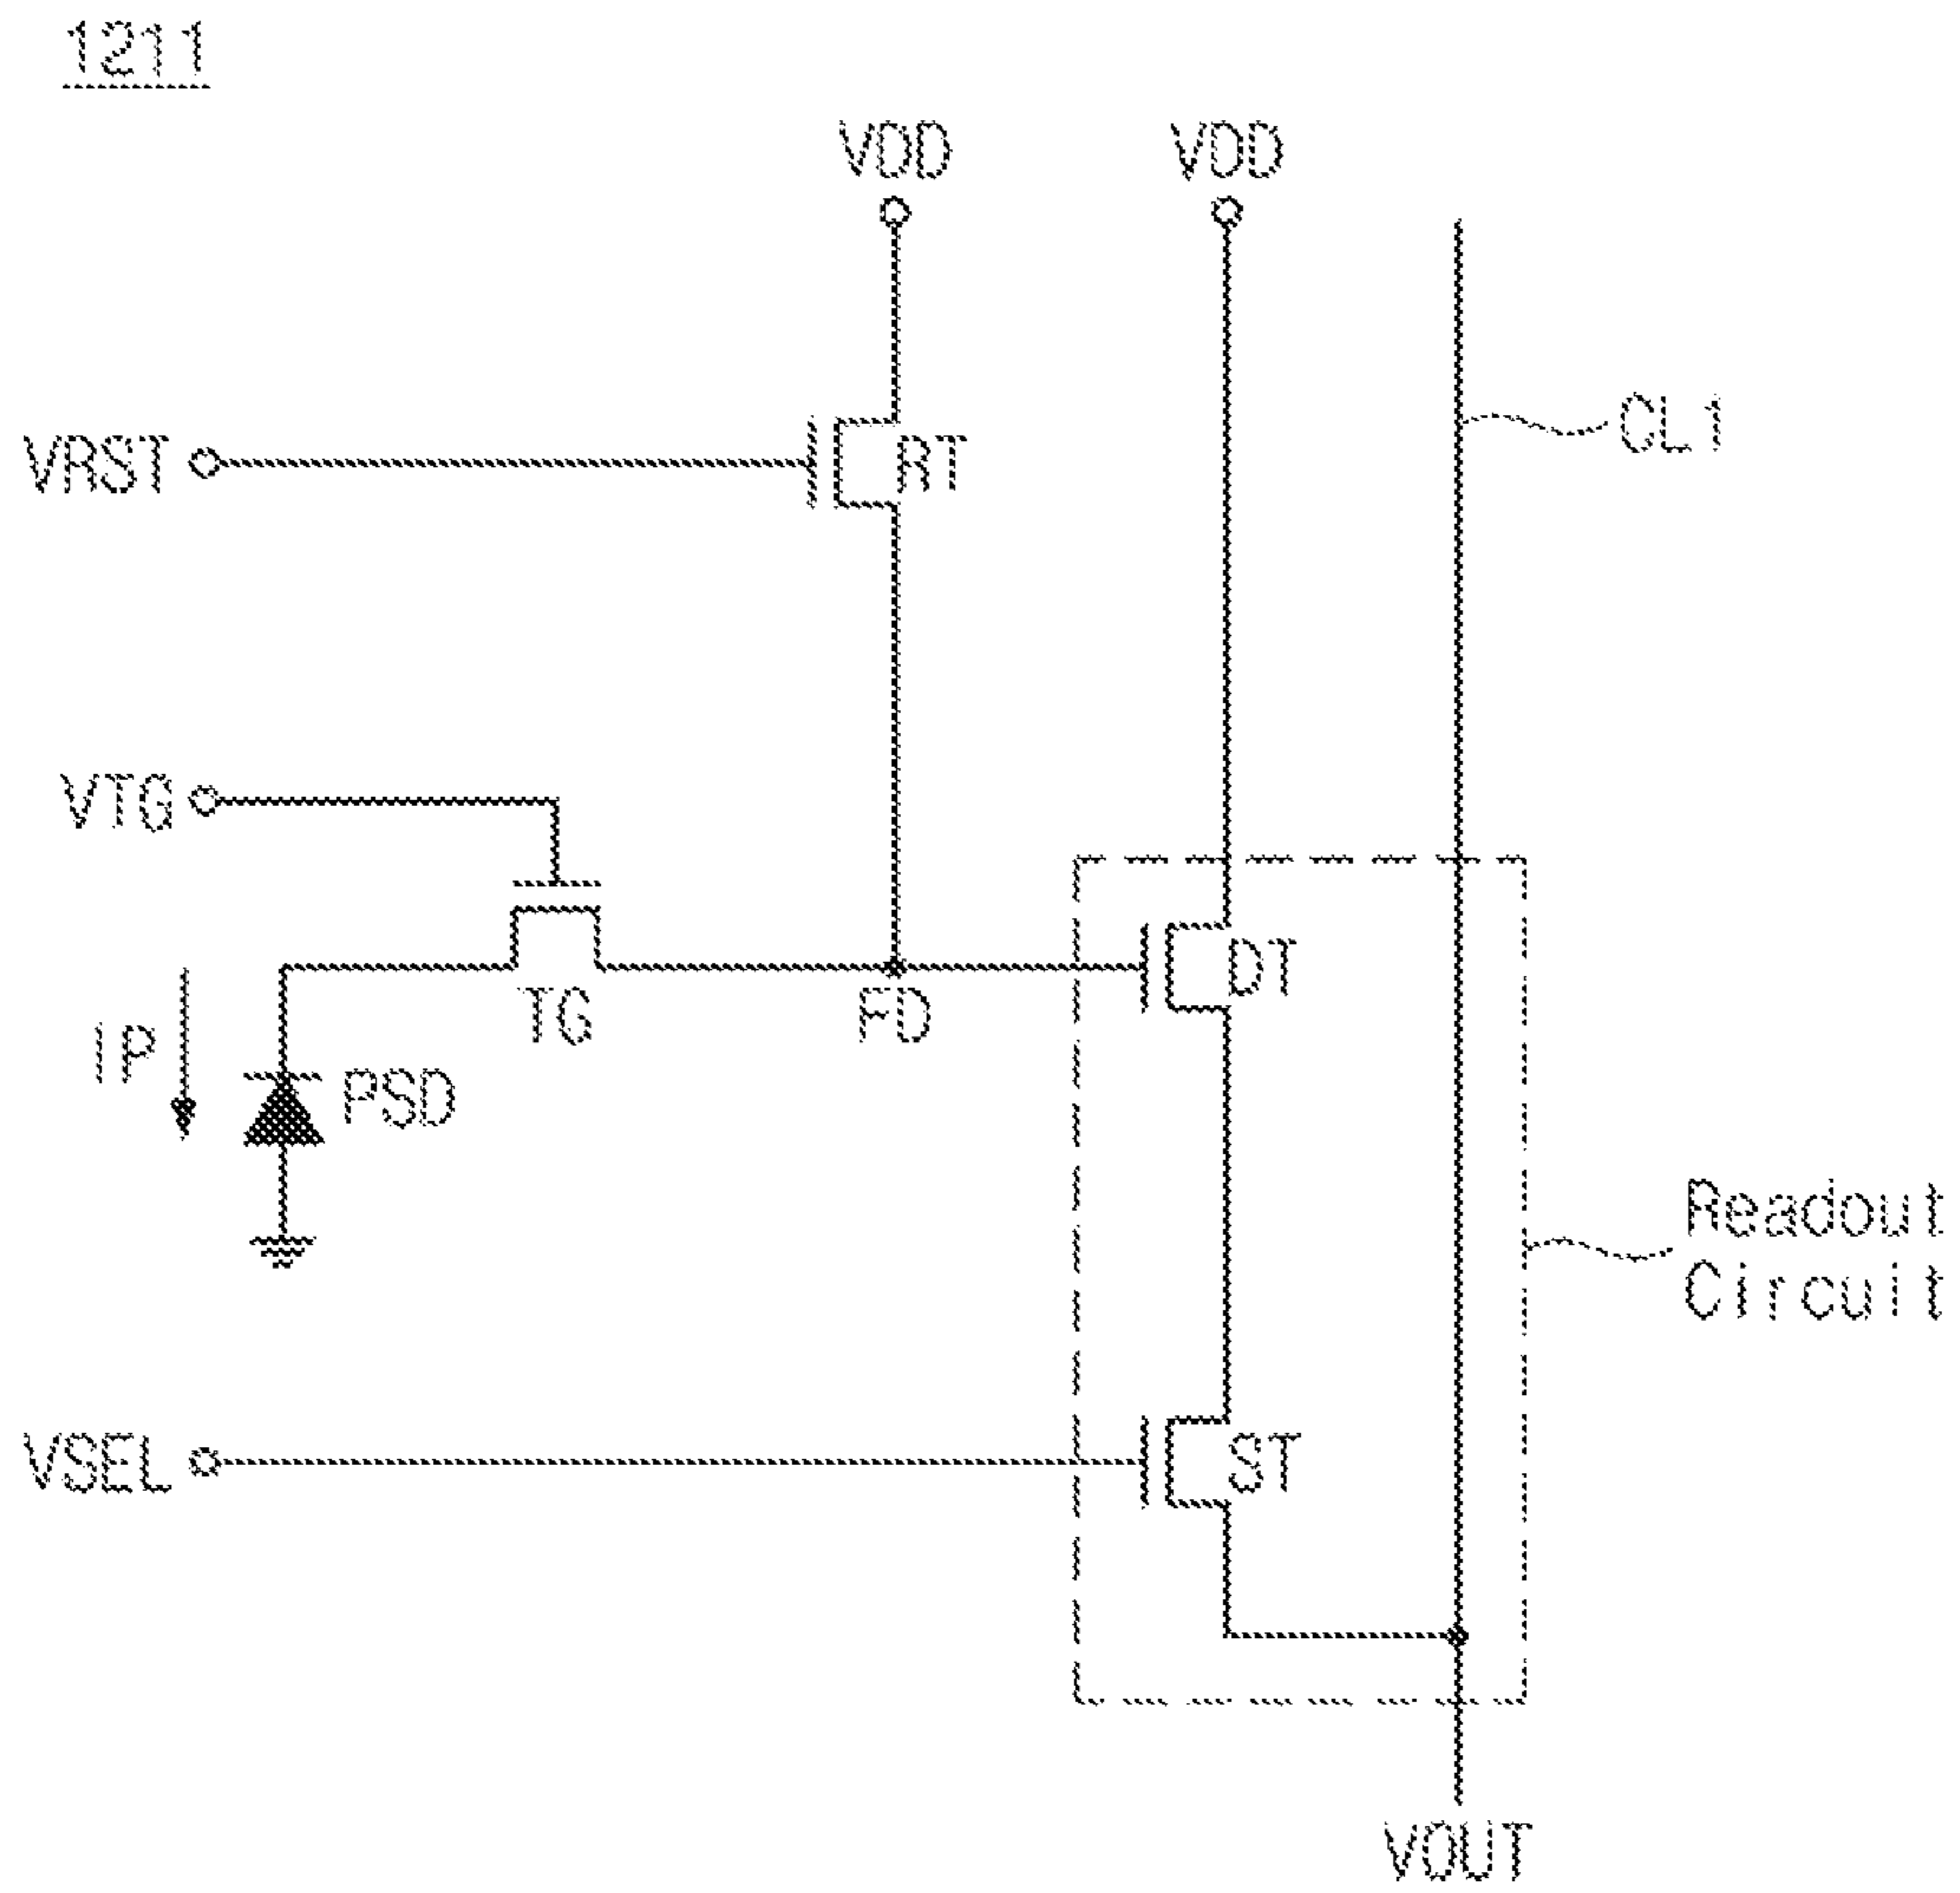 1211
VDD
VDD
CL1
VRST
RT
VTG
DT
TG
FD
IP
PSD
Readout
Circuit
VSEL
ST
VOUT